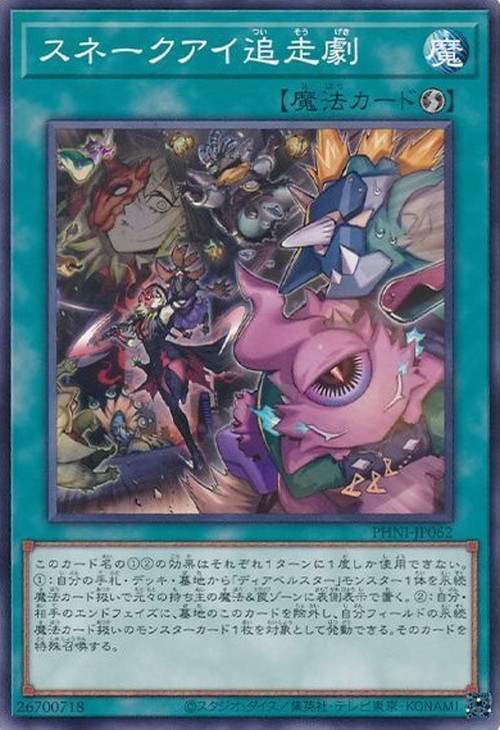 スネークアイ追走劇
魔
【魔法カード】
PHNI-JP062
このカード名の①②の効果はそれぞれ1ターンに1度しか使用できない。
①:自分の手札・デッキ・墓地から「ディアベルスター」モンスター1体を永続
魔法カード扱いで元々の持ち主の魔法&罠ゾーンに表側表示で置く。②:自分・
相手のエンドフェイズに、墓地のこのカードを除外し、自分フィールドの永続
魔法カード扱いのモンスターカード1枚を対象として発動できる。そのカードを
特殊召喚する。
26700718
©スタジオ・ダイス/集英社・テレビ東京・KONAMI